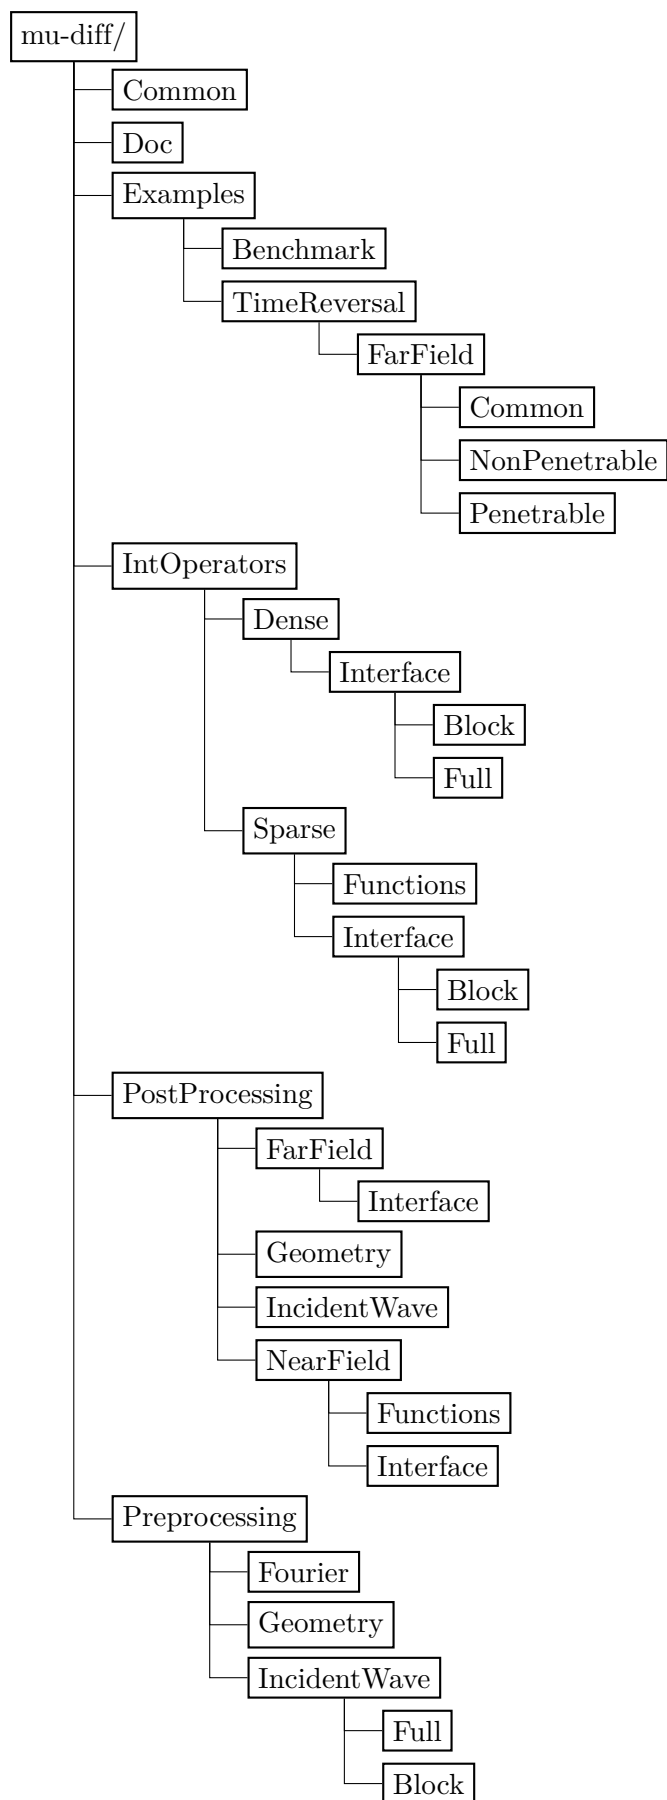 mu-diff/
Common
Doc
Examples
Benchmark
TimeReversal
FarField
Common
NonPenetrable
Penetrable
IntOperators
Dense
Interface
Block
Full
Sparse
Functions
Interface
Block
Full
PostProcessing
FarField
Interface
Geometry
IncidentWave
NearField
Functions
Interface
Preprocessing
Fourier
Geometry
IncidentWave
Full
Block